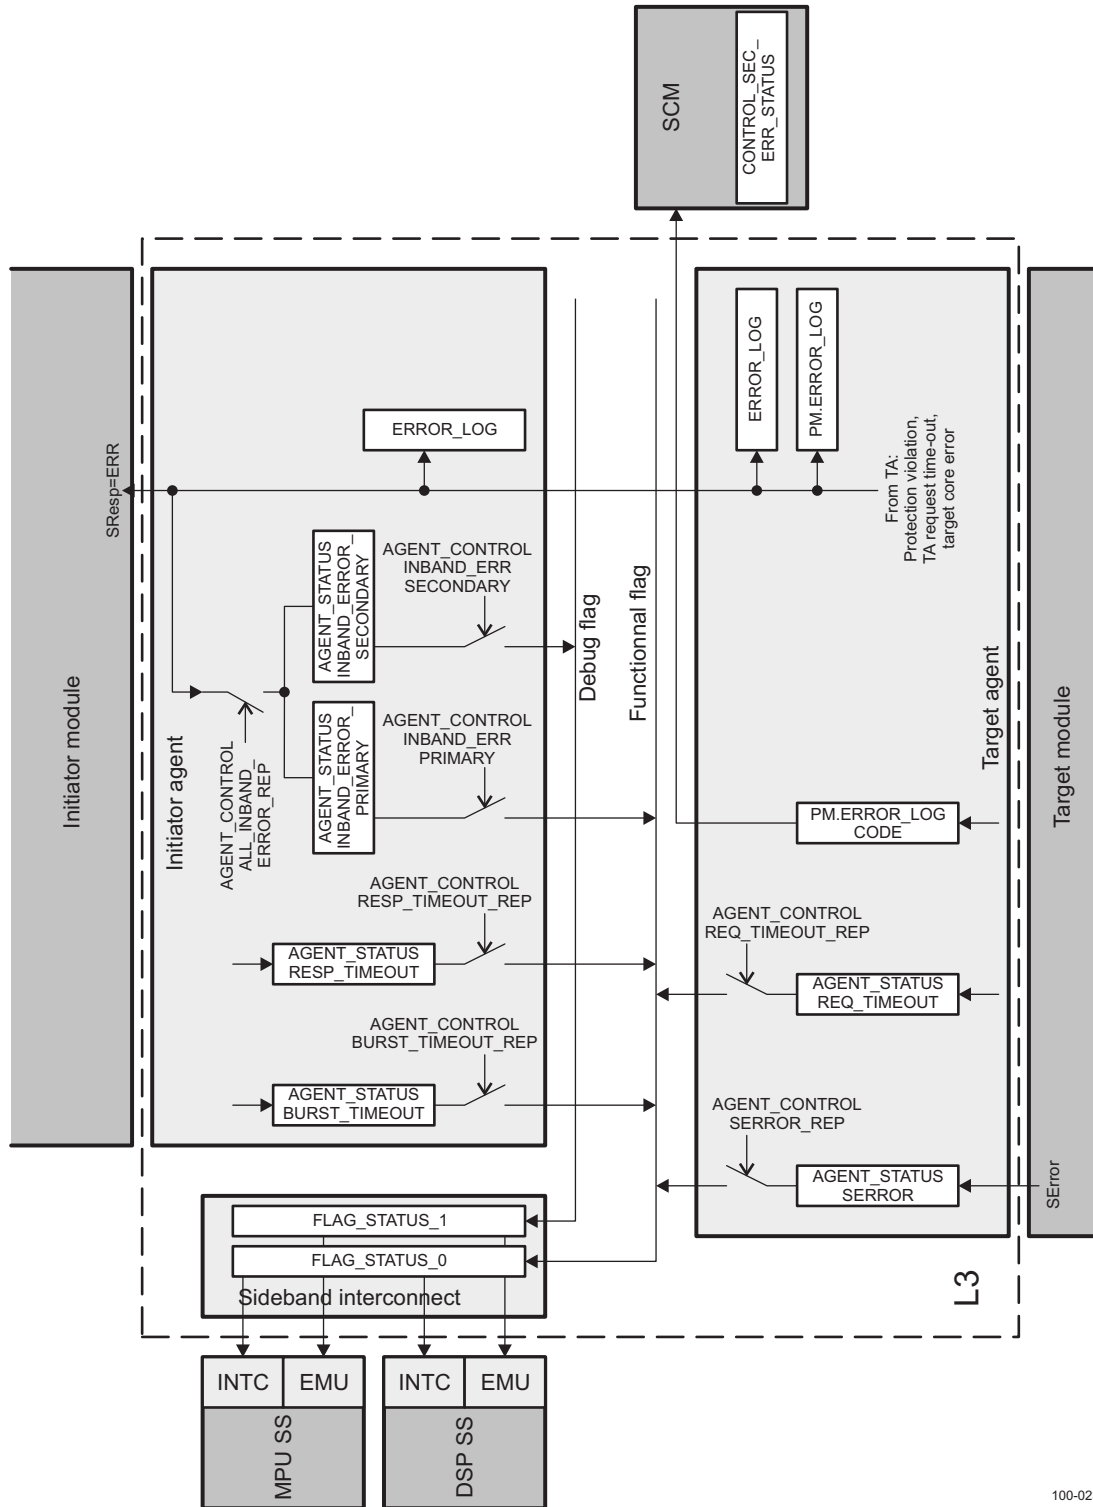 SCM
CONTROL_SEC_
ERR_STATUS
Initiator module
SResp=ERR
Initiator agent
ERROR_LOG
AGENT_STATUS
INBAND_ERROR_
SECONDARY
AGENT_CONTROL
INBAND_ERR
SECONDARY
AGENT_CONTROL
ALL_INBAND_
ERROR_REP
AGENT_STATUS
INBAND_ERROR_
PRIMARY
AGENT_CONTROL
INBAND_ERR
PRIMARY
AGENT_CONTROL
RESP_TIMEOUT_REP
AGENT_STATUS
RESP_TIMEOUT
AGENT_CONTROL
BURST_TIMEOUT_REP
AGENT_STATUS
BURST_TIMEOUT
Debug flag
Functionnal flag
ERROR_LOG
PM.ERROR_LOG
From TA:
Protection violation,
TA request time-out,
target core error
Target agent
Target module
PM.ERROR_LOG
CODE
AGENT_CONTROL
REQ_TIMEOUT_REP
AGENT_STATUS
REQ_TIMEOUT
AGENT_CONTROL
SERROR_REP
AGENT_STATUS
SERROR
SError
FLAG_STATUS_1
FLAG_STATUS_0
Sideband interconnect
L3
INTC
EMU
MPU SS
INTC
EMU
DSP SS
100-02